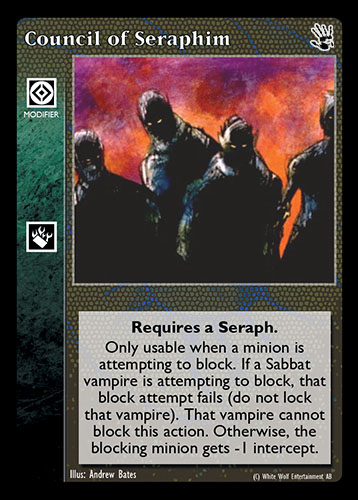 Council of Seraphim
MODIFIER
Requires a Seraph.
Only usable when a minion is
attempting to block. If a Sabbat
vampire is attempting to block, that
block attempt fails (do not lock
that vampire). That vampire cannot
block this action. Otherwise, the
blocking minion gets -1 intercept.
Illus: Andrew Bates
(C) White Wolf Entertainment AB